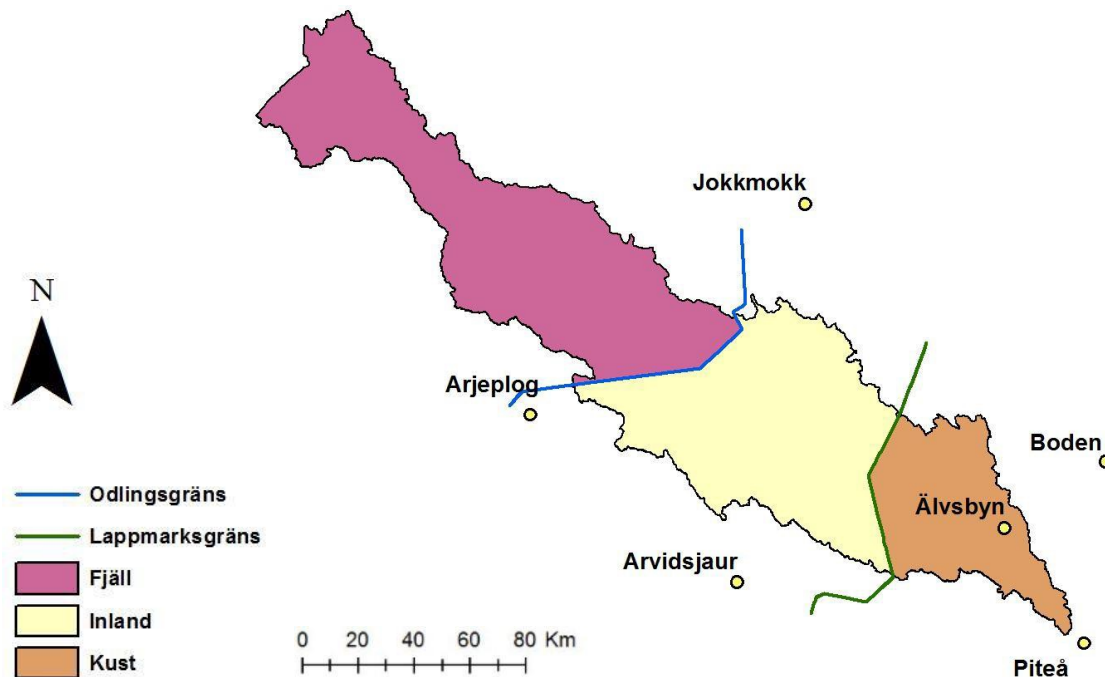 Jokkmokk
N
Arjeplog
Boden
Odlingsgräns
Älvsbyn
Lappmarksgräns
Arvidsjaur
Fjäll
Inland
0 20 40 60 80 Km
Kust
Piteå